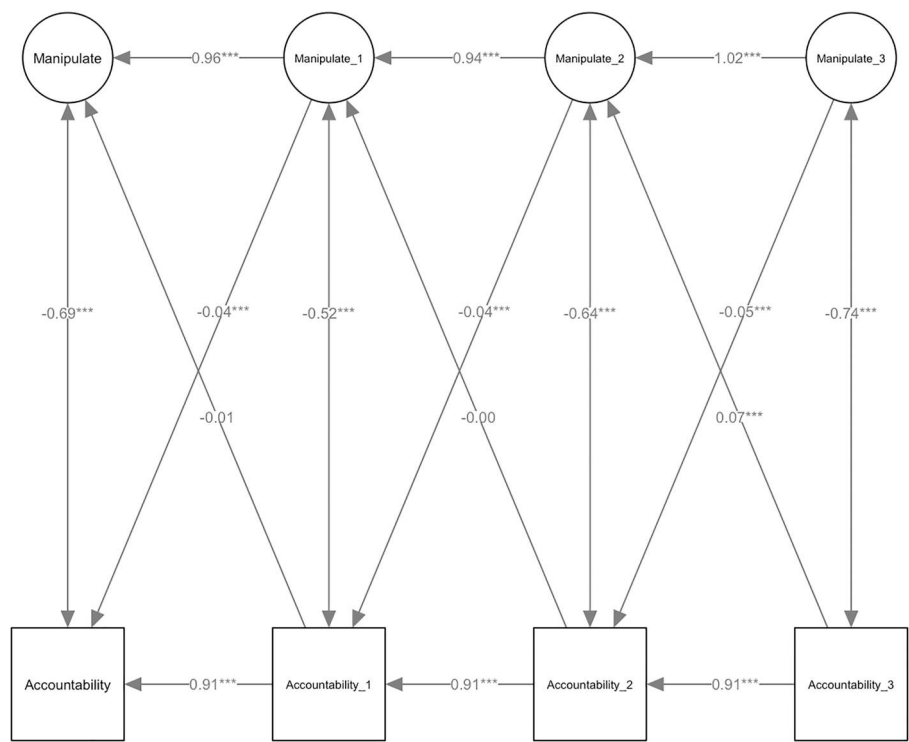 Manipulate
0.96***
Manipulate_1
0.94***
Manipulate_2
1.02***
Manipulate_3
-0.69***
-0.04***
-0.52***
-0.04***
-0.64***
-0.05***
-0.74***
-0.01
-0.00
0.07***
Accountability
0.91***
Accountability_1
0.91***
Accountability_2
0.91***
Accountability_3